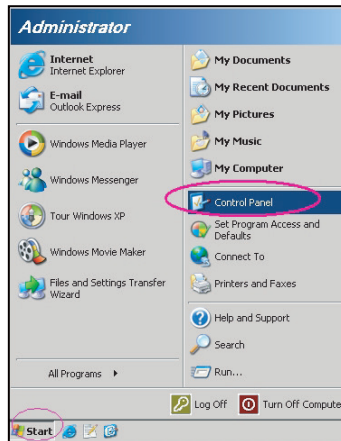 Administrator
Internet
Internet Explorer
E-mail
Outlook Express
Windows Media Player
Windows Messenger
Tour Windows XP
Windows Movie Maker
Files and Settings Transfer
Wizard
All Programs
My Documents
My Recent Documents
My Pictures
My Music
My Computer
Control Panel
Set Program Access and
Defaults
Connect To
Printers and Faxes
Help and Support
Search
Run...
Log Off
Turn Off Compute
Start